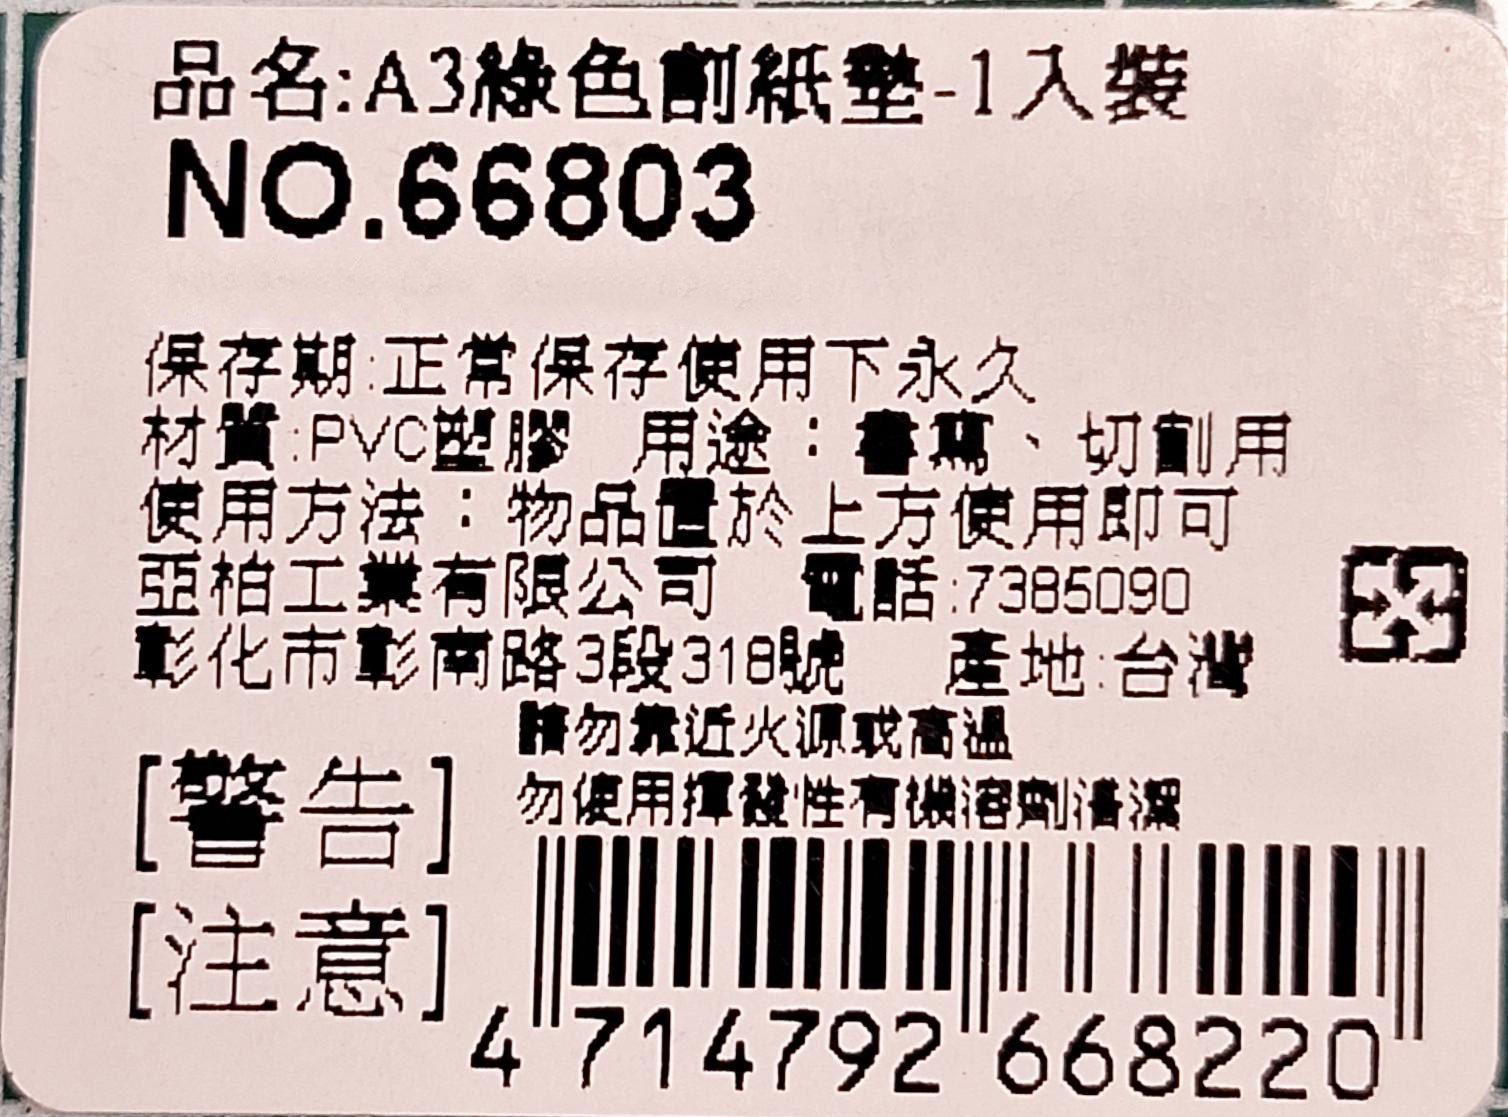 品名:A3綠色割紙墊-1入裝
NO.66803
保存期:正常保存使用下永久
材質:PVC塑膠 用途：書寫、切割用
使用方法：物品置於上方使用即可
亞柏工業有限公司 電話:7385090
彰化市彰南路3段318號 產地:台灣
請勿靠近火源或高溫
勿使用揮發性有機溶劑清潔
[警告]
[注意]
4 714792 668220